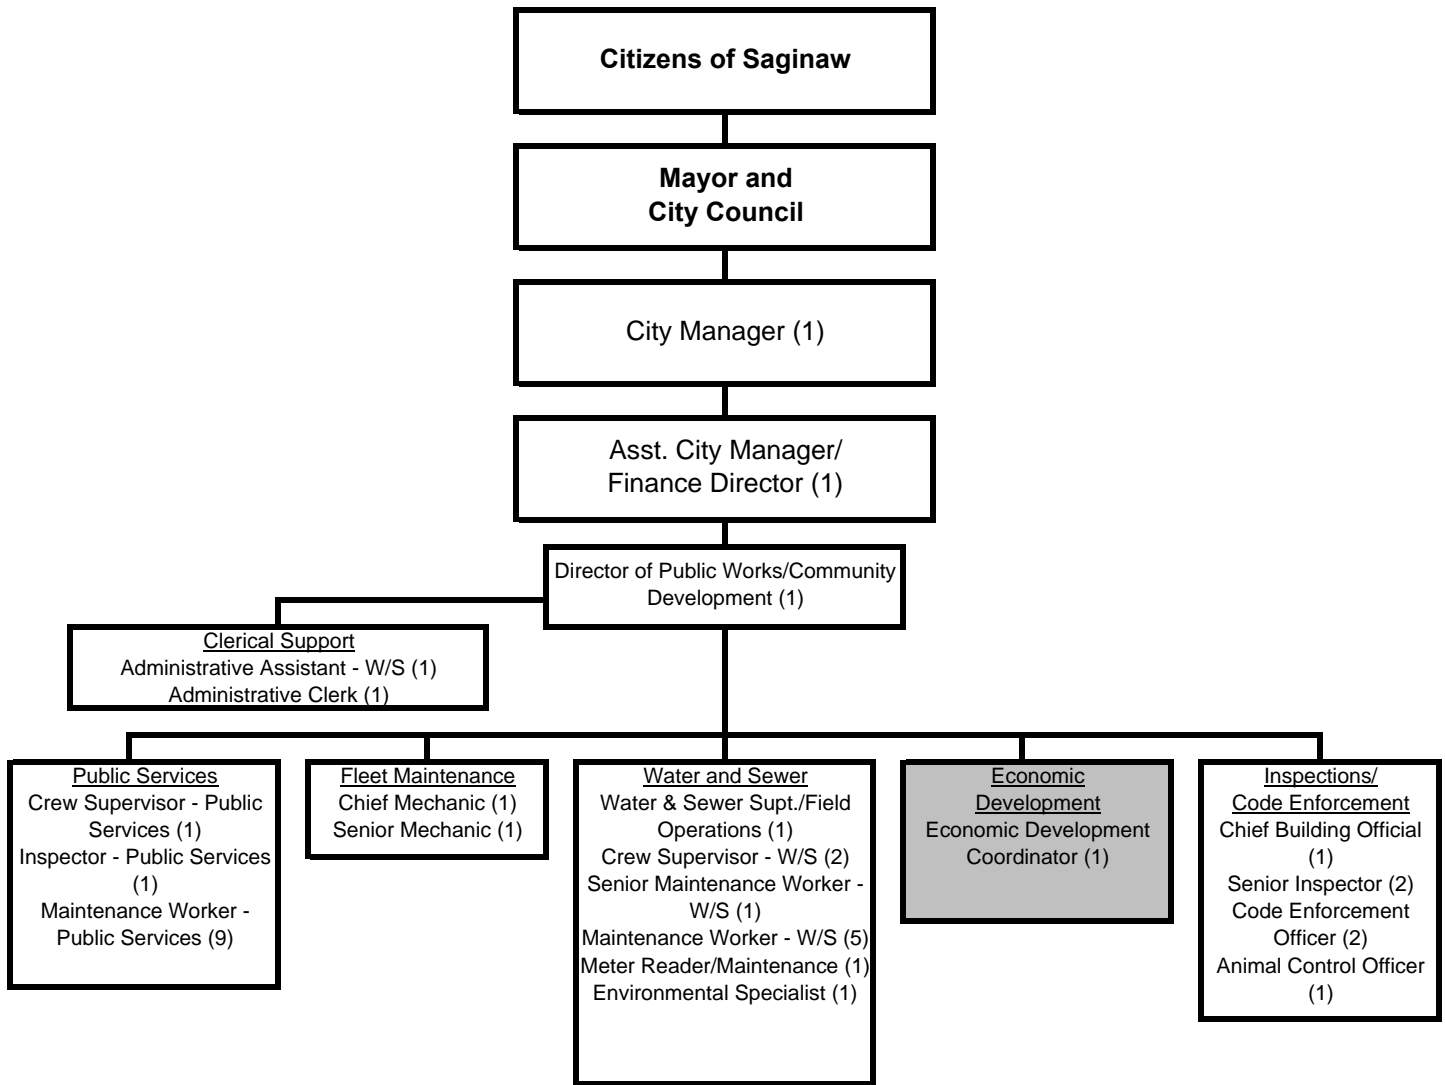 Citizens of Saginaw
Mayor and
City Council
City Manager (1)
Asst. City Manager/
Finance Director (1)
Director of Public Works/Community
Development (1)
Clerical Support
Administrative Assistant - W/S (1)
Administrative Clerk (1)
Public Services
Crew Supervisor - Public
Services (1)
Inspector - Public Services
(1)
Maintenance Worker -
Public Services (9)
Fleet Maintenance
Chief Mechanic (1)
Senior Mechanic (1)
Water and Sewer
Water & Sewer Supt./Field
Operations (1)
Crew Supervisor - W/S (2)
Senior Maintenance Worker -
W/S (1)
Maintenance Worker - W/S (5)
Meter Reader/Maintenance (1)
Environmental Specialist (1)
Economic
Development
Economic Development
Coordinator (1)
Inspections/
Code Enforcement
Chief Building Official
(1)
Senior Inspector (2)
Code Enforcement
Officer (2)
Animal Control Officer
(1)